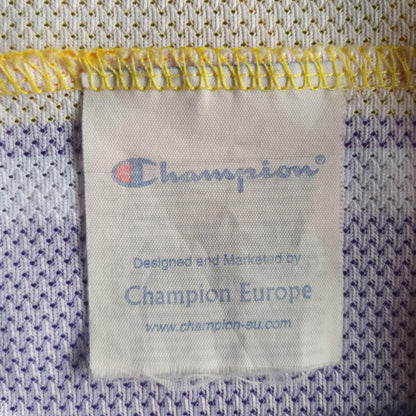 Champion®
Designed and Marketed by
Champion Europe
www.champion-eu.com